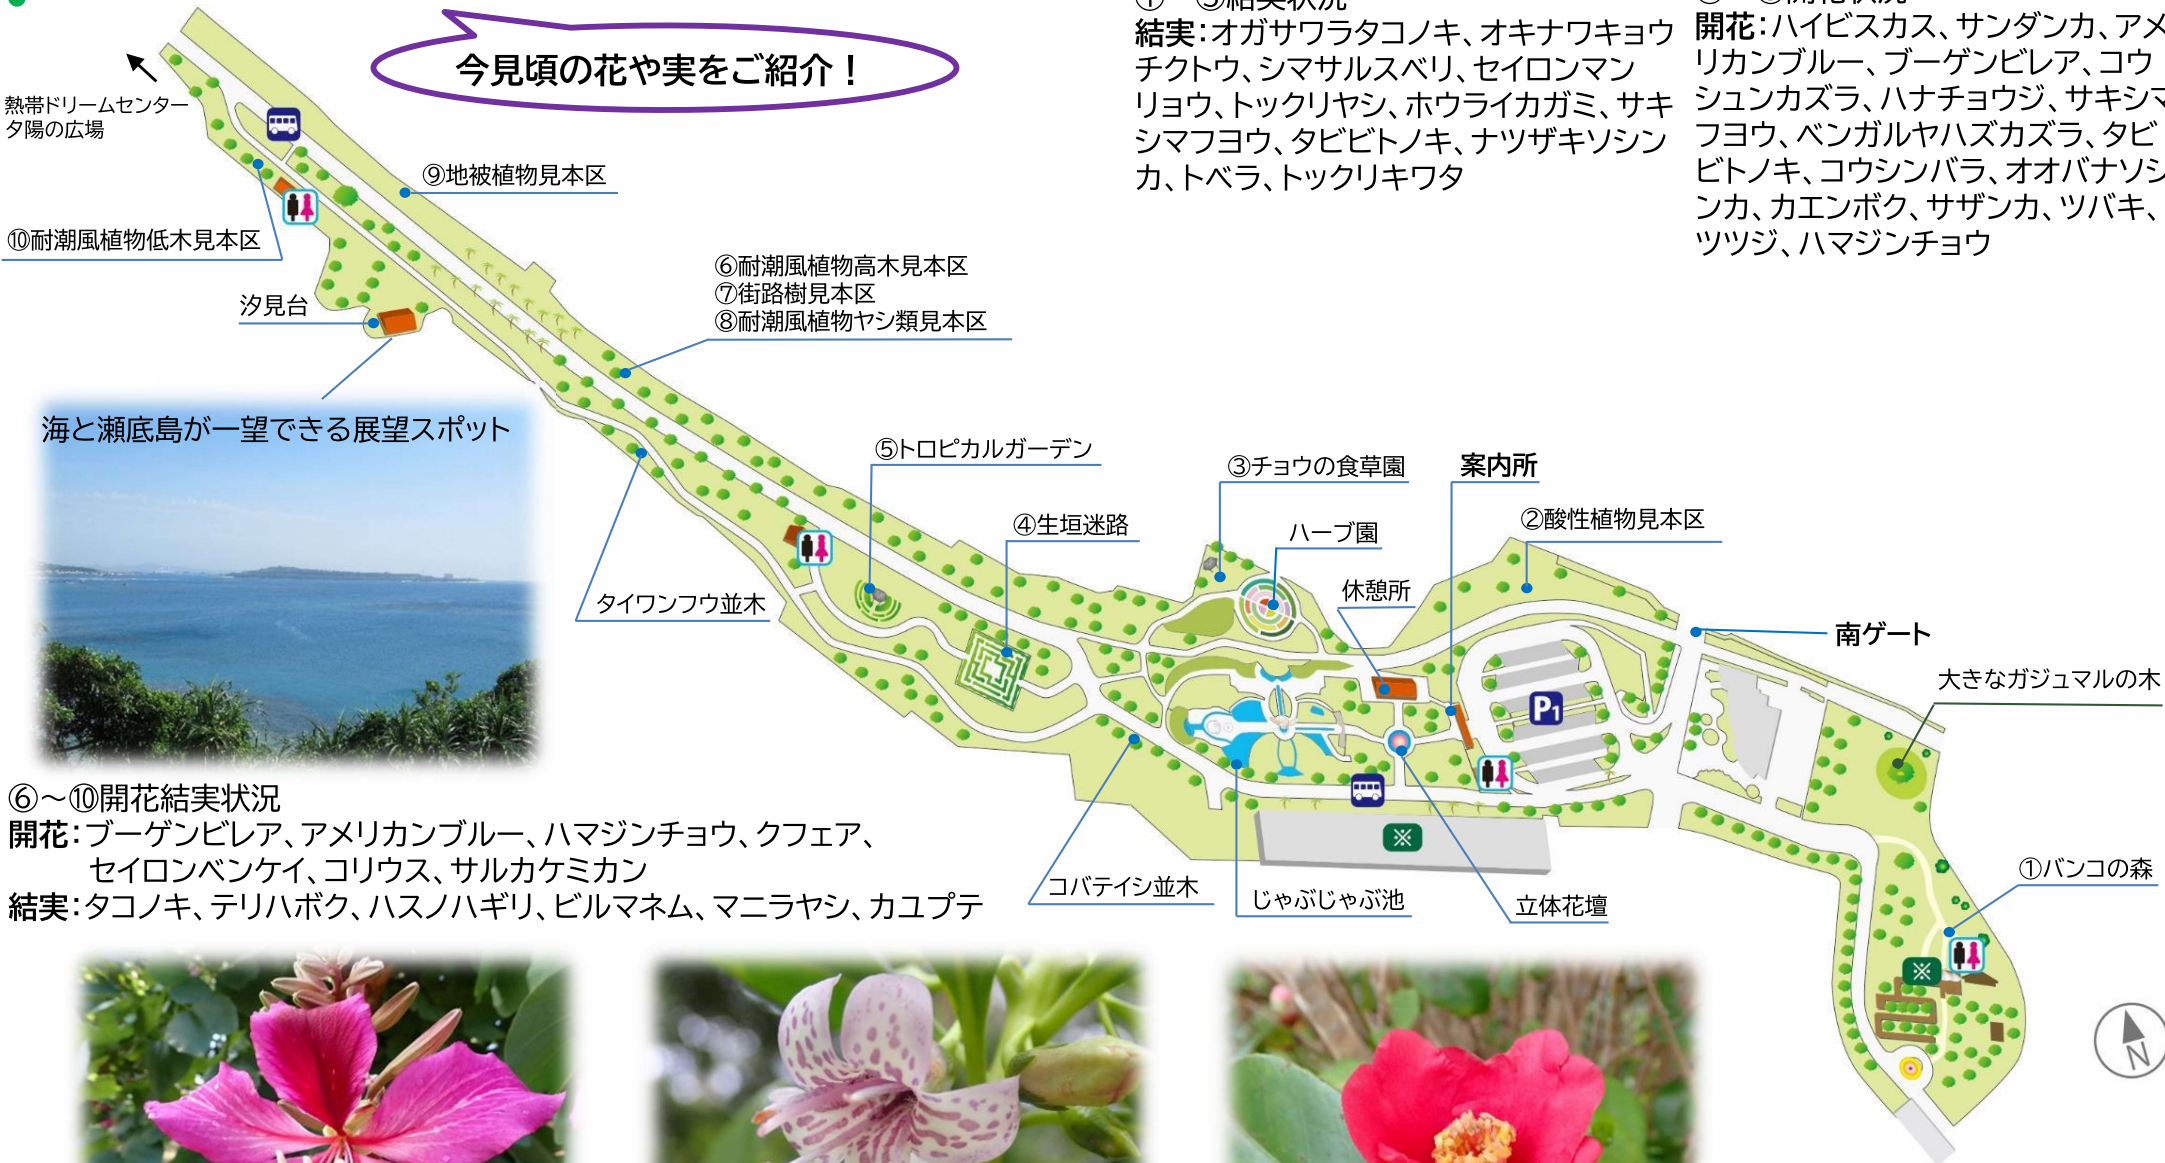 今見頃の花や実をご紹介！
①～⑤結実状況
結実：オガサワラタコノキ、オキナワキョウ
チクトウ、シマサルスベリ、セイロンマン
リョウ、トックリヤシ、ホウライカガミ、サキ
シマフヨウ、タビビトノキ、ナツザキソシン
カ、トベラ、トックリキワタ
開花：ハイビスカス、サンダンカ、アメ
リカンブルー、ブーゲンビレア、コウ
シュンカズラ、ハナチョウジ、サキシマ
フヨウ、ベンガルヤハズカズラ、タビ
ビトノキ、コウシンバラ、オオバナソシ
ンカ、カエンボク、サザンカ、ツバキ、
ツツジ、ハマジンチョウ
熱帯ドリームセンター
夕陽の広場
⑨地被植物見本区
⑩耐潮風植物低木見本区
汐見台
⑥耐潮風植物高木見本区
⑦街路樹見本区
⑧耐潮風植物ヤシ類見本区
海と瀬底島が一望できる展望スポット
⑤トロピカルガーデン
④生垣迷路
③チョウの食草園
案内所
ハーブ園
②酸性植物見本区
休憩所
タイワンフウ並木
南ゲート
大きなガジュマルの木
P1
※
⑥～⑩開花結実状況
開花：ブーゲンビレア、アメリカンブルー、ハマジンチョウ、クフェア、
セイロンベンケイ、コリウス、サルカケミカン
結実：タコノキ、テリハボク、ハスノハギリ、ビルマネム、マニラヤシ、カユプテ
コバテイシ並木
じゃぶじゃぶ池
立体花壇
①バンコの森
※
N